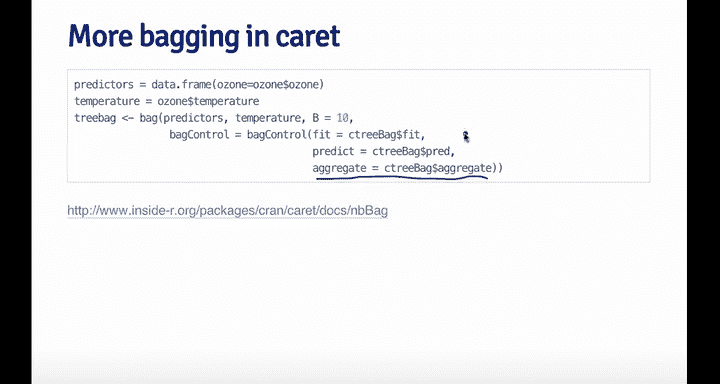 More bagging in caret
predictors = data.frame(ozone=ozone$ozone)
temperature = ozone$temperature
treebag <- bag(predictors, temperature, B = 10,
bagControl = bagControl(fit = ctreeBag$fit,
predict = ctreeBag$pred,
aggregate = ctreeBag$aggregate))
http://www.inside-r.org/packages/cran/caret/docs/nbBag